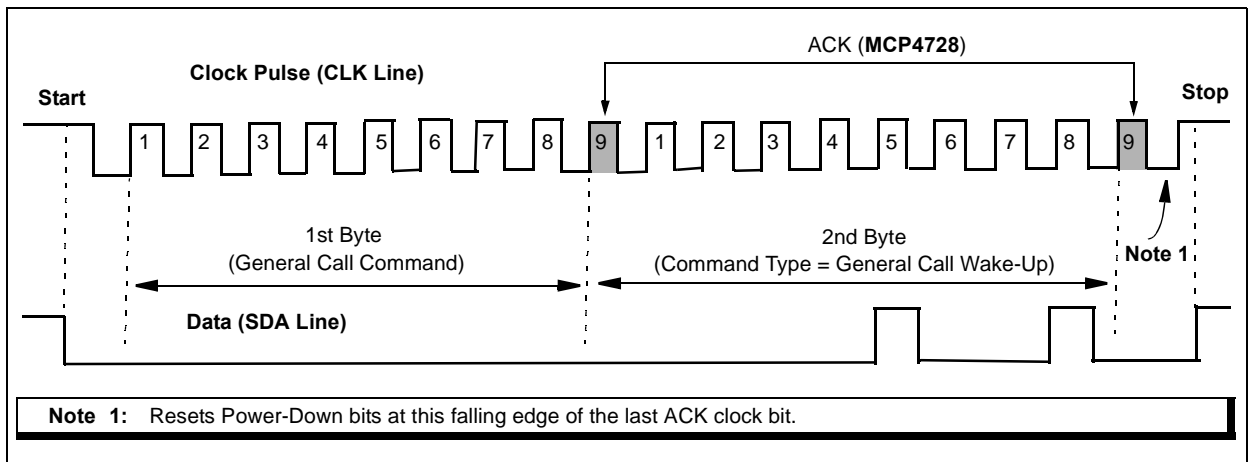 ACK (MCP4728)
Clock Pulse (CLK Line)
Start
Stop
1 2 3 4 5 6 7 8 9 1 2 3 4 5 6 7 8 9
1st Byte
(General Call Command)
2nd Byte
(Command Type = General Call Wake-Up)
Note 1
Data (SDA Line)
Note 1: Resets Power-Down bits at this falling edge of the last ACK clock bit.